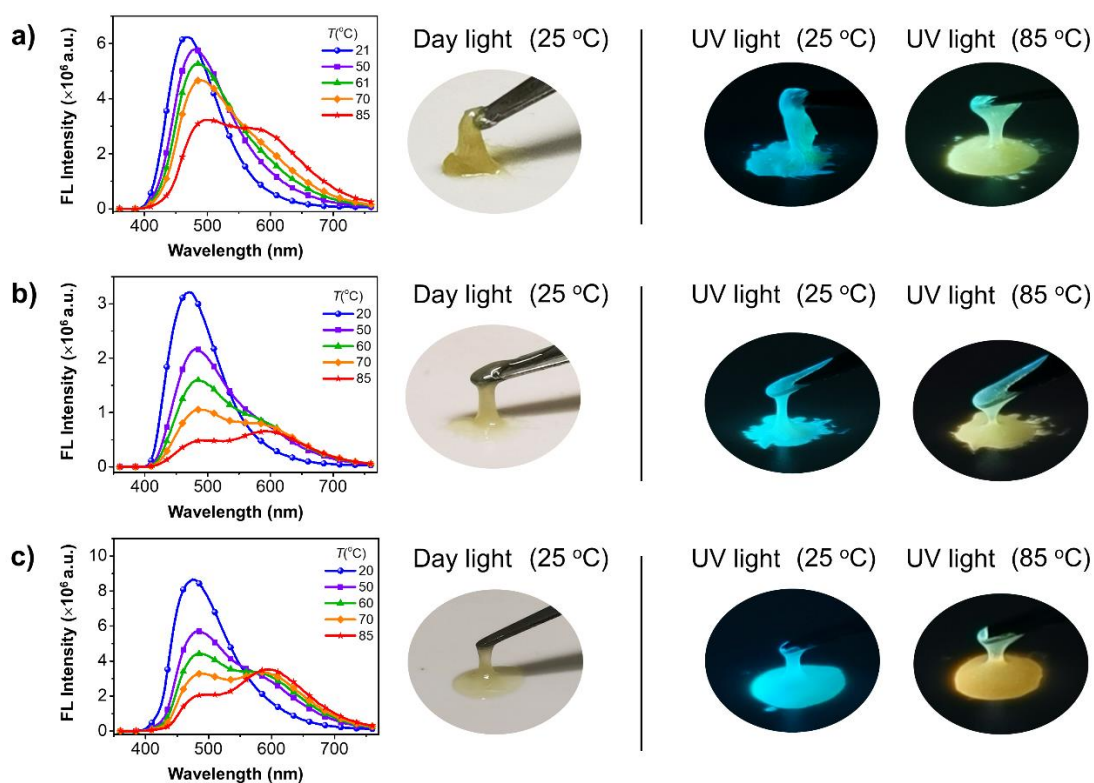 a)
FL Intensity (×10⁶ a.u.)
6
4
2
0
400 500 600 700
Wavelength (nm)
T(°C)
21
50
61
70
85
Day light (25 °C)
UV light (25 °C)
UV light (85 °C)
b)
FL Intensity (×10⁶ a.u.)
3
2
1
0
400 500 600 700
Wavelength (nm)
T(°C)
20
50
60
70
85
Day light (25 °C)
UV light (25 °C)
UV light (85 °C)
c)
FL Intensity (×10⁶ a.u.)
10
8
6
4
2
0
400 500 600 700
Wavelength (nm)
T(°C)
20
50
60
70
85
Day light (25 °C)
UV light (25 °C)
UV light (85 °C)